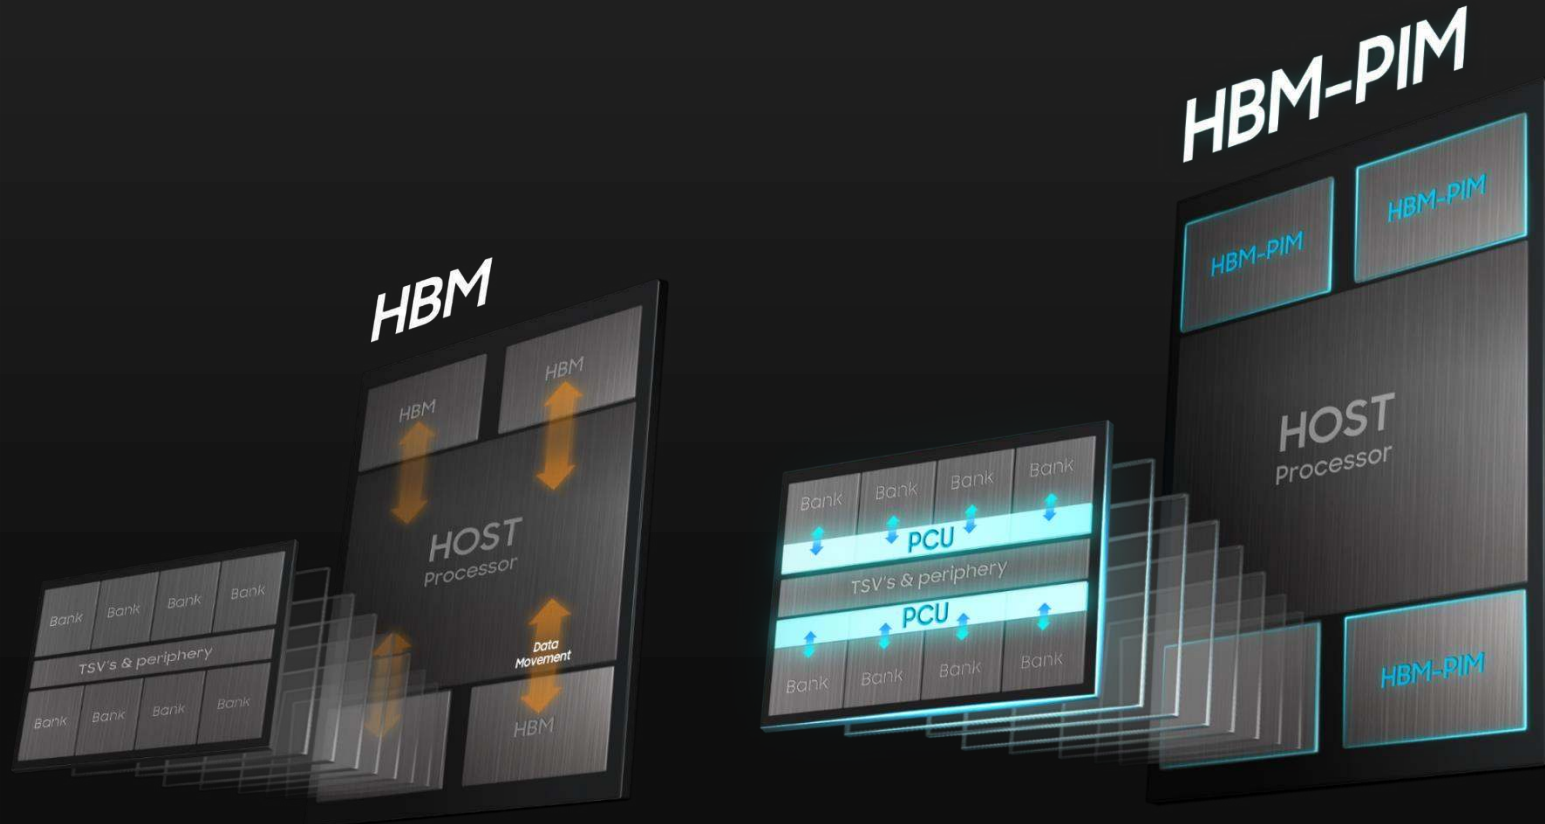 HBM
HBM
HBM
HOST
Processor
Data
Movement
HBM
Bank
Bank
Bank
Bank
TSV's & periphery
Bank
Bank
Bank
Bank
HBM-PIM
HBM-PIM
HBM-PIM
HOST
Processor
HBM-PIM
Bank
Bank
Bank
Bank
PCU
TSV's & periphery
PCU
Bank
Bank
Bank
Bank